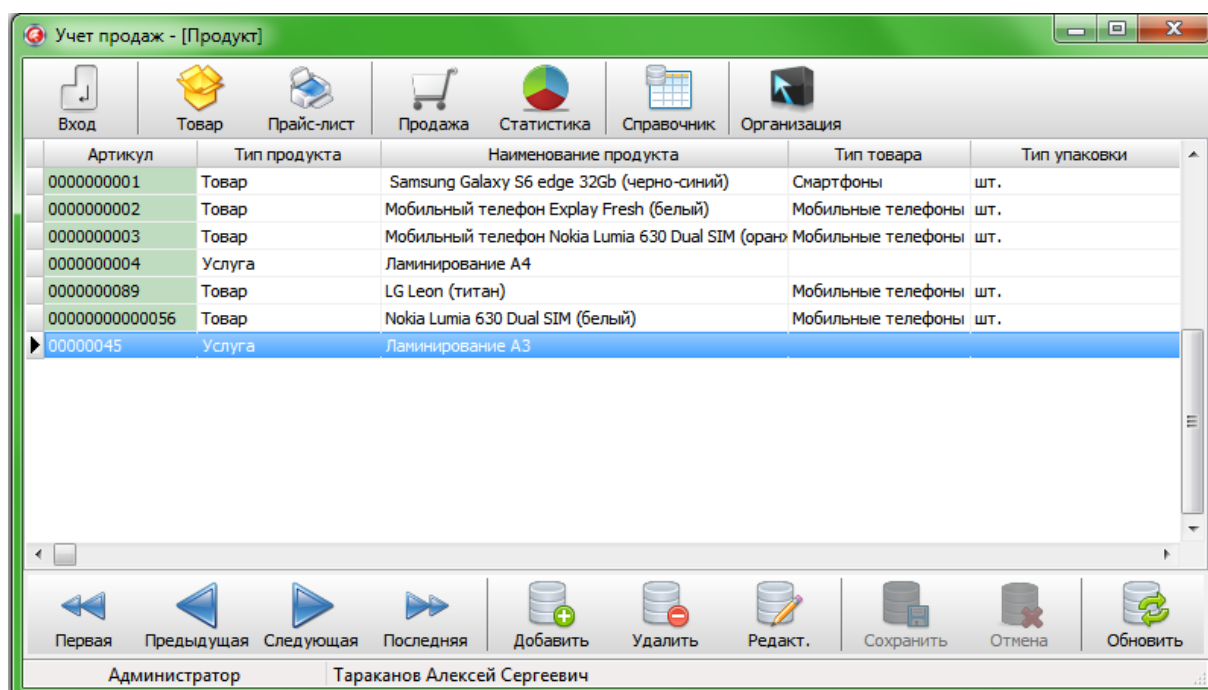 Учет продаж - [Продукт]
Вход Товар Прайс-лист Продажа Статистика Справочник Организация
Артикул Тип продукта Наименование продукта Тип товара Тип упаковки
0000000001 Товар Samsung Galaxy S6 edge 32Gb (черно-синий) Смартфоны шт.
0000000002 Товар Мобильный телефон Explay Fresh (белый) Мобильные телефоны шт.
0000000003 Товар Мобильный телефон Nokia Lumia 630 Dual SIM (оран Мобильные телефоны шт.
0000000004 Услуга Ламинирование А4
0000000089 Товар LG Leon (титан) Мобильные телефоны шт.
00000000000056 Товар Nokia Lumia 630 Dual SIM (белый) Мобильные телефоны шт.
00000045 Услуга Ламинирование А3
Первая Предыдущая Следующая Последняя Добавить Удалить Редакт. Сохранить Отмена Обновить
Администратор Тараканов Алексей Сергеевич